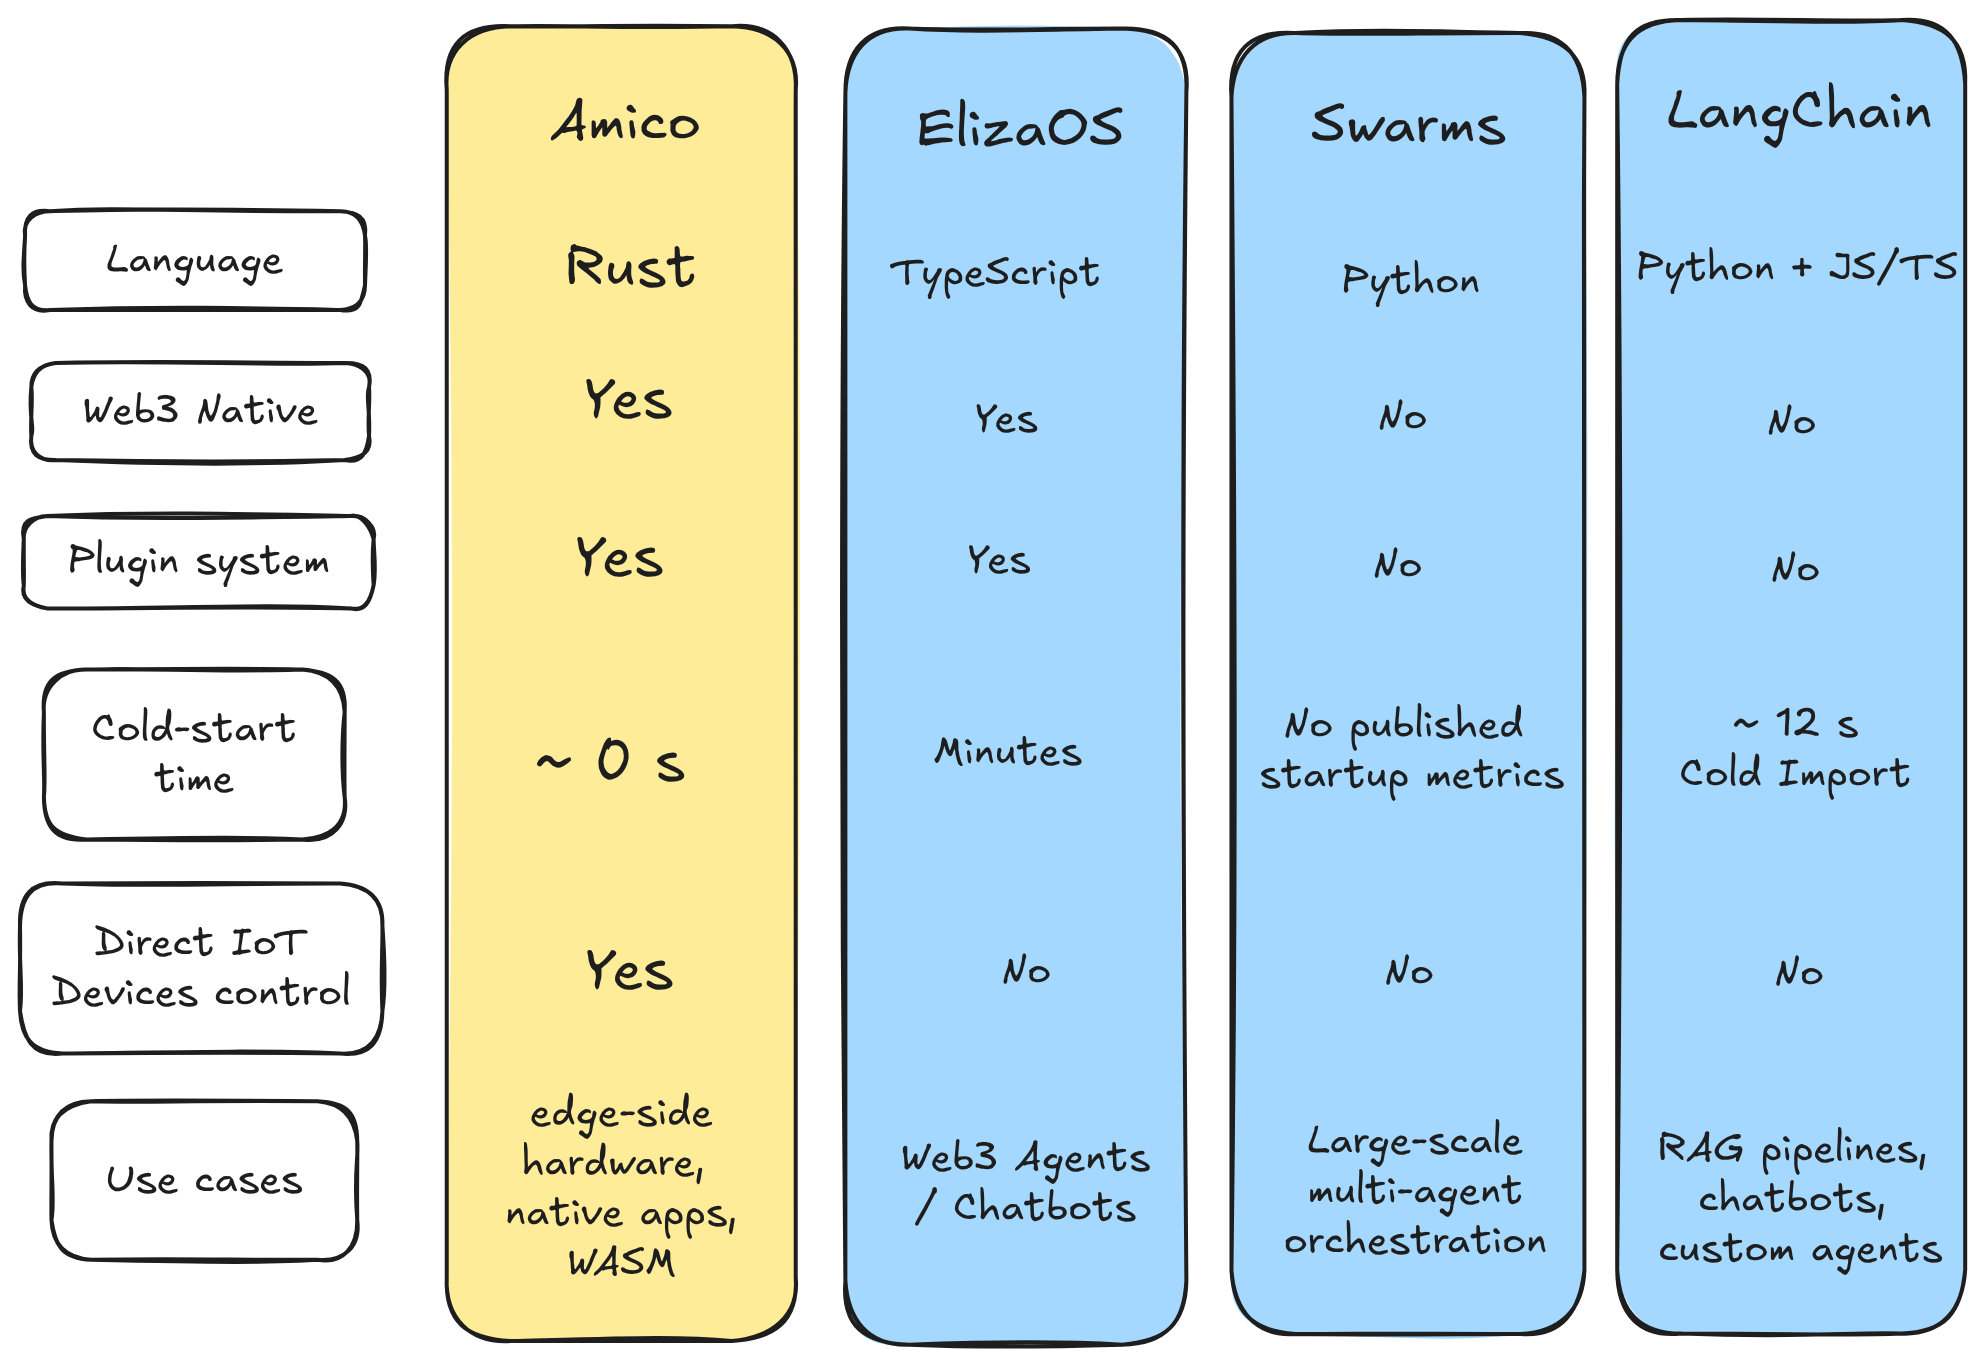 Amico
ElizaOS
Swarms
LangChain
Language
Rust
TypeScript
Python
Python + JS/TS
Web3 Native
Yes
Yes
No
No
Plugin system
Yes
Yes
No
No
Cold-start
time
~ 0 s
Minutes
No published
startup metrics
~ 12 s
Cold Import
Direct IoT
Devices control
Yes
No
No
No
Use cases
edge-side
hardware,
native apps,
WASM
Web3 Agents
/ Chatbots
Large-scale
multi-agent
orchestration
RAG pipelines,
chatbots,
custom agents